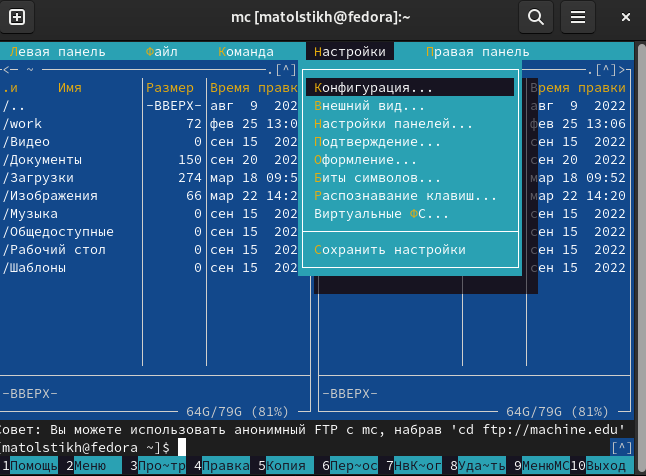 mc [matolstikh@fedora]:~
Левая панель Файл Команда Настройки Правая панель
<— ~ .[^] .[^]>
.и Имя Размер Время правки Время правки
/.. -ВВЕРХ- авг 9 202 авг 9 2022
/work 72 фев 25 13:0 фев 25 13:06
/Видео 0 сен 15 202 сен 15 2022
/Документы 150 сен 20 202 сен 20 2022
/Загрузки 274 мар 18 09:5 мар 18 09:52
/Изображения 66 мар 22 14:2 мар 22 14:20
/Музыка 0 сен 15 202 сен 15 2022
/Общедоступные 0 сен 15 202 сен 15 2022
/Рабочий стол 0 сен 15 202 сен 15 2022
/Шаблоны 0 сен 15 202 сен 15 2022
Конфигурация...
Внешний вид...
Настройки панелей...
Подтверждение...
Оформление...
Биты символов...
Распознавание клавиш...
Виртуальные ФС...
Сохранить настройки
-ВВЕРХ- -ВВЕРХ-
64G/79G (81%) 64G/79G (81%)
Совет: Вы можете использовать анонимный FTP с mc, набрав 'cd ftp://machine.edu'
[matolstikh@fedora ~]$ [^]
1Помощь 2Меню 3Про~тр 4Правка 5Копия 6Пер~ос 7НвК~ог 8Уда~ть 9МенюMC 10Выход